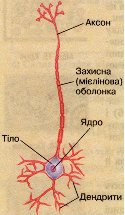 Аксон
Захисна
(мієлінова)
оболонка
Ядро
Тіло
Дендрити